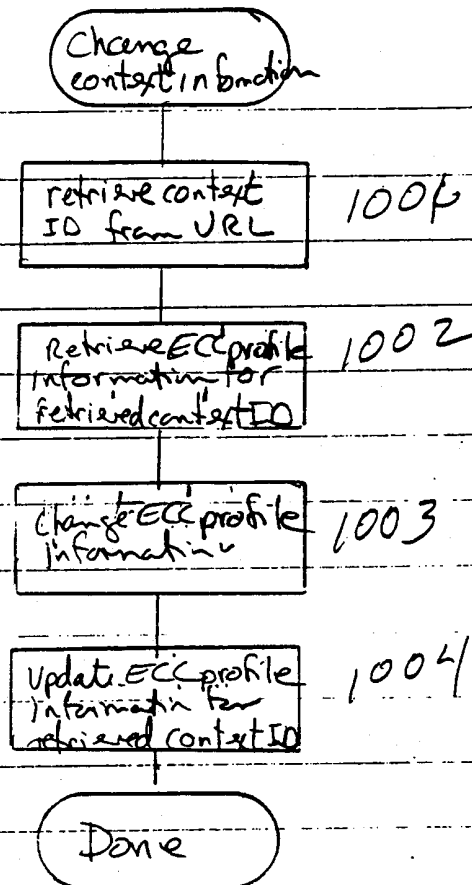 Change
context information
retrieve context
ID from URL
1001
Retrieve ECC profile
information for
retrieved context ID
1002
Change ECC profile
information
1003
Update ECC profile
information for
retrieved context ID
1004
Done